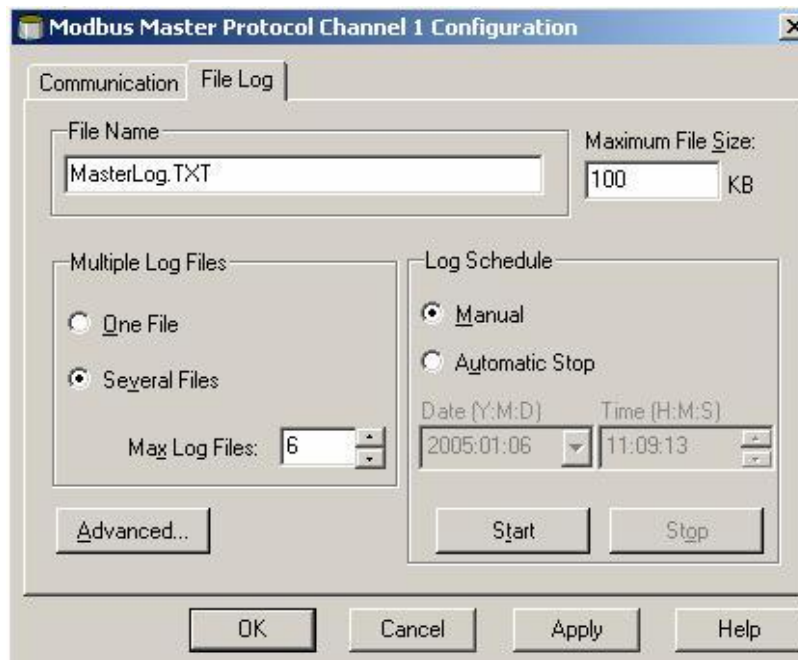 Modbus Master Protocol Channel 1 Configuration
Communication
File Log
File Name
MasterLog.TXT
Maximum File Size:
100 KB
Multiple Log Files
One File
Several Files
Max Log Files: 6
Advanced...
Log Schedule
Manual
Automatic Stop
Date (Y:M:D) Time (H:M:S)
2005:01:06 11:09:13
Start Stop
OK Cancel Apply Help